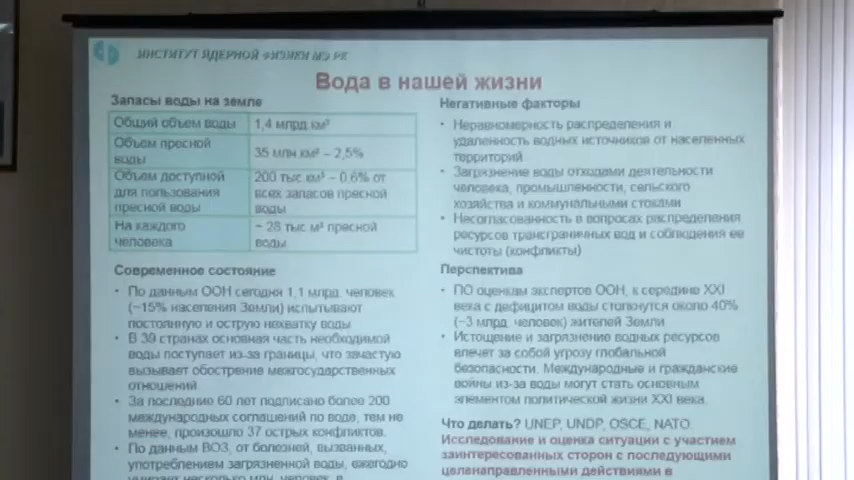 ИНСТИТУТ ЯДЕРНОЙ ФИЗИКИ МЭ РК
Вода в нашей жизни
Запасы воды на земле
Общий объем воды 1,4 млрд км³
Объем пресной воды 35 млн км³ – 2,5%
Объем доступной для пользования пресной воды 200 тыс км³ – 0,6% от всех запасов пресной воды
На каждого человека ~ 28 тыс м³ пресной воды
Современное состояние
• По данным ООН сегодня 1,1 млрд. человек
(~15% населения Земли) испытывают
постоянную и острую нехватку воды
• В 39 странах основная часть необходимой
воды поступает из-за границы, что зачастую
вызывает обострение межгосударственных
отношений.
• За последние 60 лет подписано более 200
международных соглашений по воде, тем не
менее, произошло 37 острых конфликтов.
• По данным ВОЗ, от болезней, вызванных,
употреблением загрязненной воды, ежегодно
Негативные факторы
• Неравномерность распределения и
удаленность водных источников от населенных
территорий
• Загрязнение воды отходами деятельности
человека, промышленности, сельского
хозяйства и коммунальными стоками
• Несогласованность в вопросах распределения
ресурсов трансграничных вод и соблюдения ее
чистоты (конфликты)
Перспектива
• ПО оценкам экспертов ООН, к середине XXI
века с дефицитом воды столкнутся около 40%
(~3 млрд. человек) жителей Земли
• Истощение и загрязнение водных ресурсов
влечет за собой угрозу глобальной
безопасности. Международные и гражданские
войны из-за воды могут стать основным
элементом политической жизни XXI века.
Что делать? UNEP, UNDP, OSCE, NATO.
Исследование и оценка ситуации с участием
заинтересованных сторон с последующими
целенаправленными действиями в